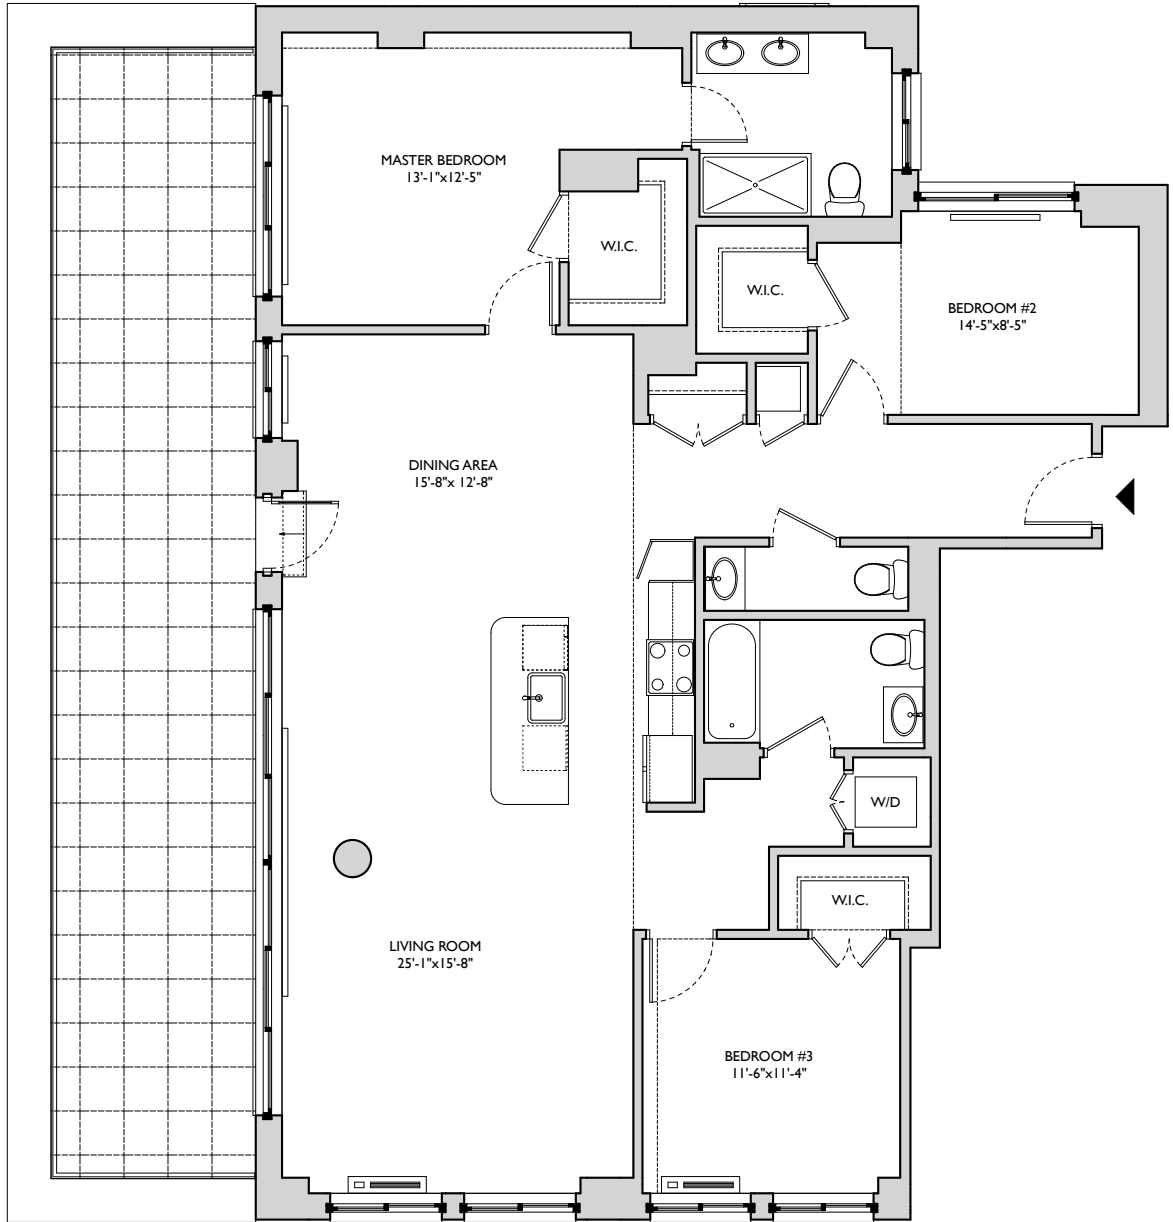 MASTER BEDROOM
13'-1"x12'-5"
W.I.C.
W.I.C.
BEDROOM #2
14'-5"x8'-5"
DINING AREA
15'-8"x 12'-8"
W/D
W.I.C.
LIVING ROOM
25'-1"x15'-8"
BEDROOM #3
11'-6"x11'-4"